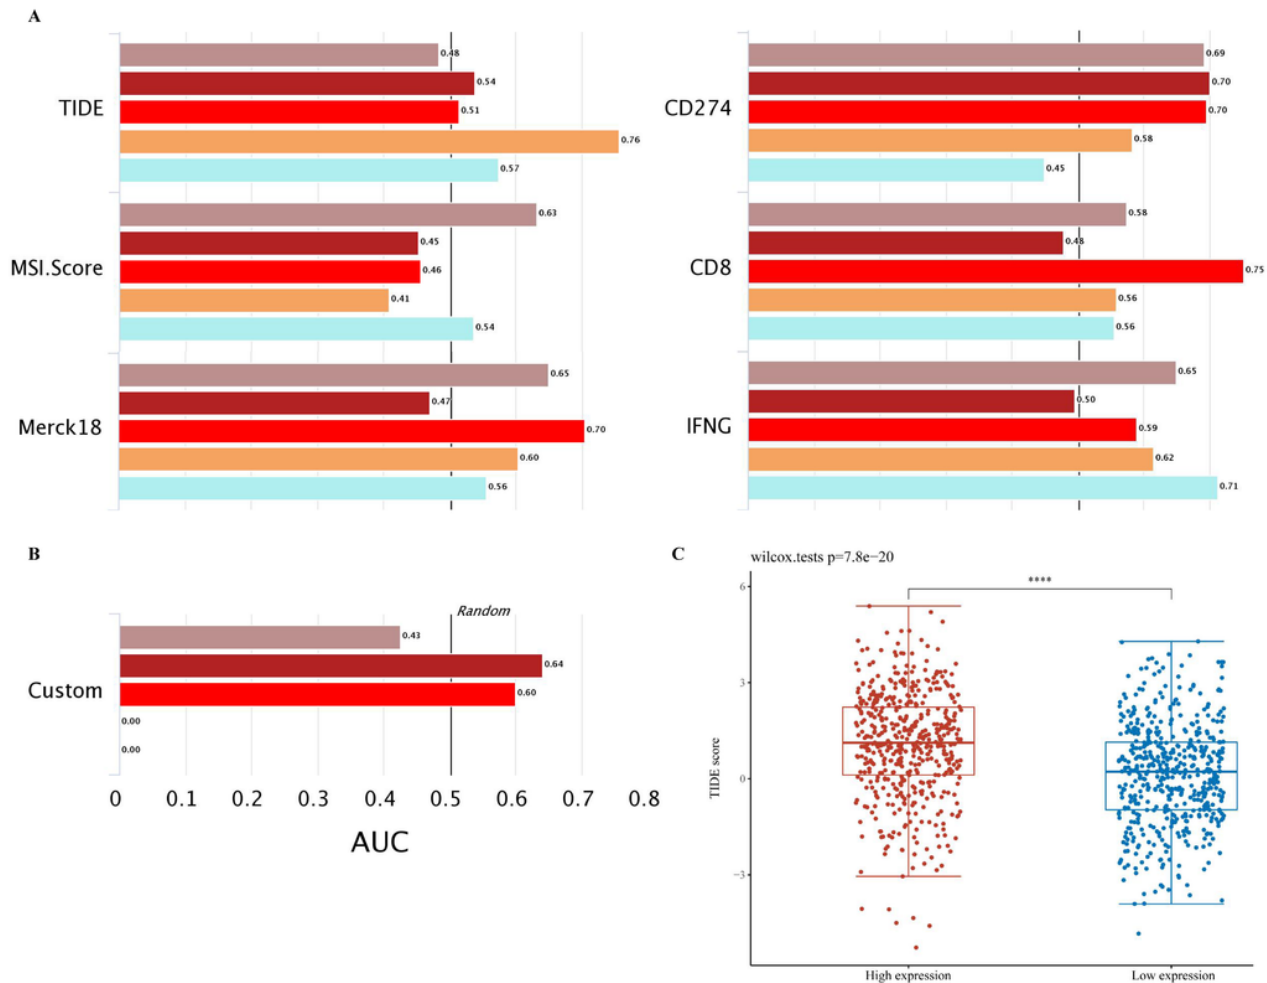 A
TIDE
0.48
0.54
0.51
0.76
0.57
MSI.Score
0.63
0.45
0.46
0.41
0.54
Merck18
0.65
0.47
0.70
0.60
0.56
CD274
0.69
0.70
0.70
0.58
0.45
CD8
0.58
0.48
0.75
0.56
0.56
IFNG
0.65
0.50
0.59
0.62
0.71
B
Random
Custom
0.43
0.64
0.60
0.00
0.00
0 0.1 0.2 0.3 0.4 0.5 0.6 0.7 0.8
AUC
C
wilcox.tests p=7.8e−20
****
TIDE score
6
3
0
−3
High expression Low expression